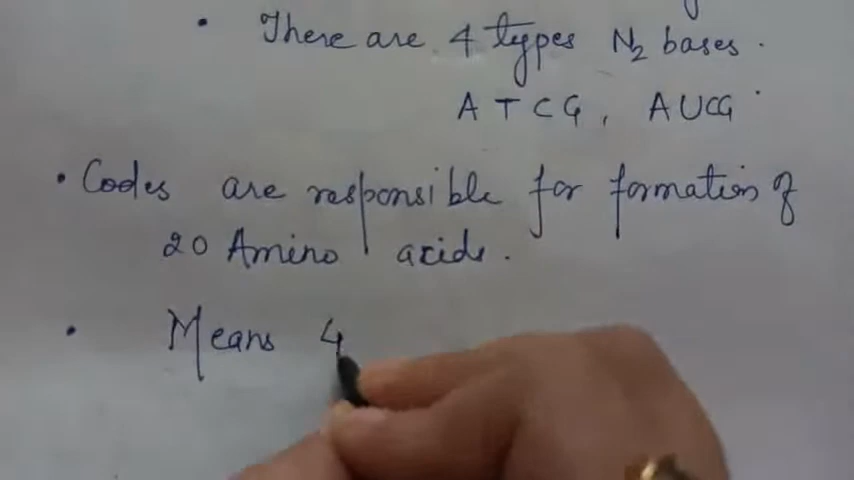 • There are 4 types N₂ bases.
A T C G, A U C G.
• Codes are responsible for formation of
20 Amino acids.
• Means 4